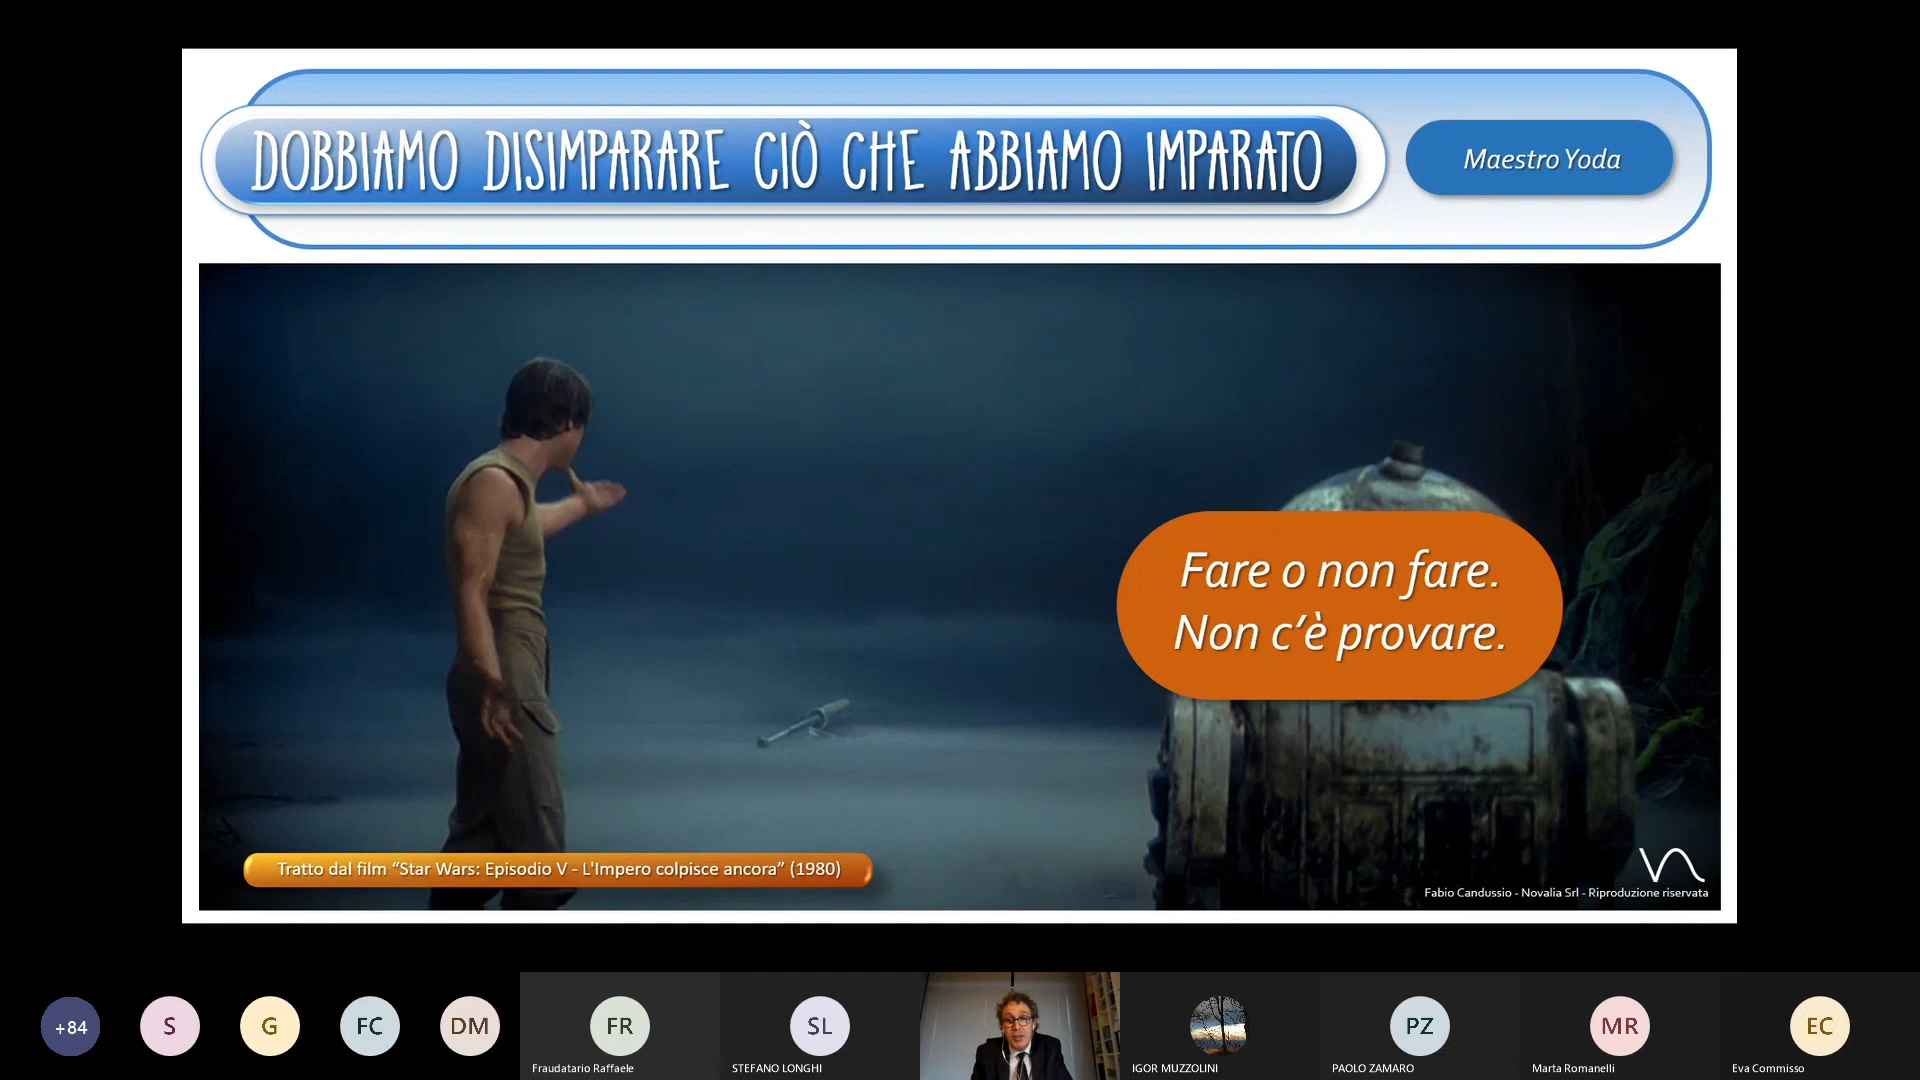 DOBBIAMO DISIMPARARE CIÒ CHE ABBIAMO IMPARATO
Maestro Yoda
Fare o non fare.
Non c’è provare.
Tratto dal film “Star Wars: Episodio V - L'Impero colpisce ancora” (1980)
Fabio Candussio - Novalia Srl - Riproduzione riservata
+84
S
G
FC
DM
FR
SL
PZ
MR
EC
Fraudatario Raffaele
STEFANO LONGHI
IGOR MUZZOLINI
PAOLO ZAMARO
Marta Romanelli
Eva Commisso